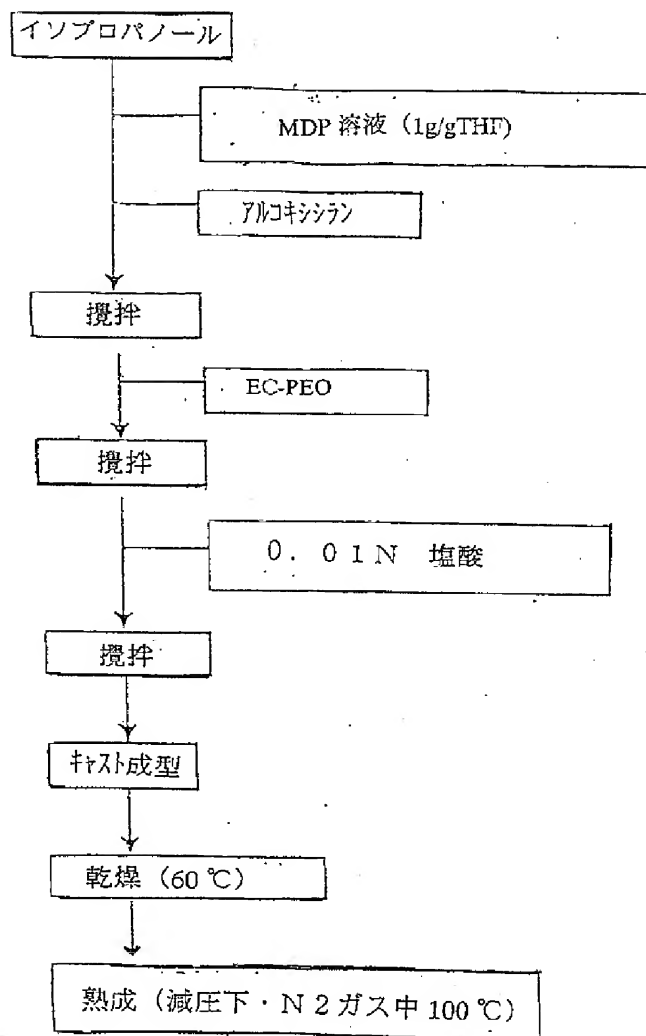 イソプロパノール
MDP 溶液（1g/gTHF)
アルコキシシラン
攪拌
EC-PEO
攪拌
０．０１Ｎ　塩酸
攪拌
ｷｬｽﾄ成型
乾燥（60 ℃）
熟成（減圧下・Ｎ２ガス中 100 ℃）